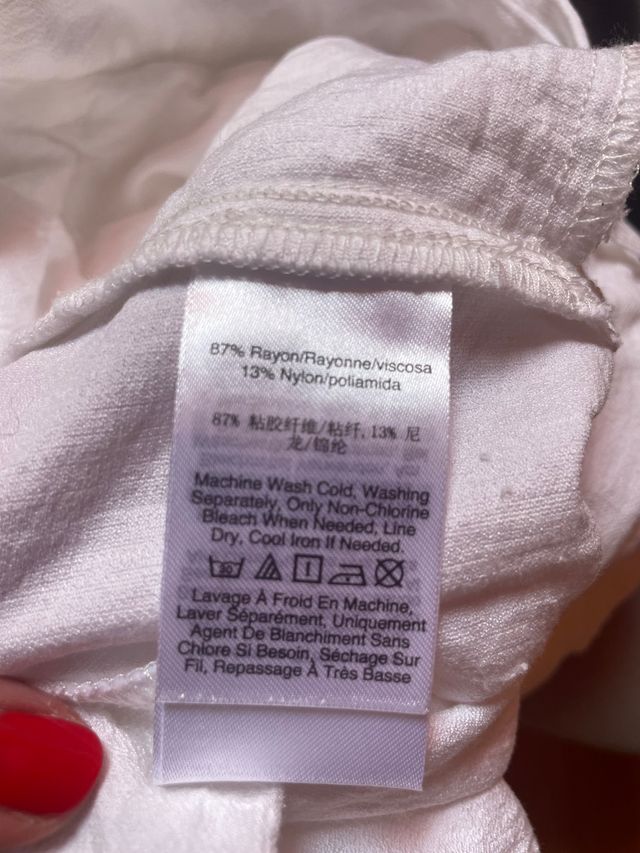 87% Rayon/Rayonne/viscosa
13% Nylon/poliamida
87% 粘胶纤维/粘纤, 13% 尼
龙/锦纶
Machine Wash Cold, Washing
Separately, Only Non-Chlorine
Bleach When Needed, Line
Dry, Cool Iron If Needed.
30
Lavage À Froid En Machine,
Laver Séparément, Uniquement
Agent De Blanchiment Sans
Chlore Si Besoin, Séchage Sur
Fil, Repassage À Très Basse